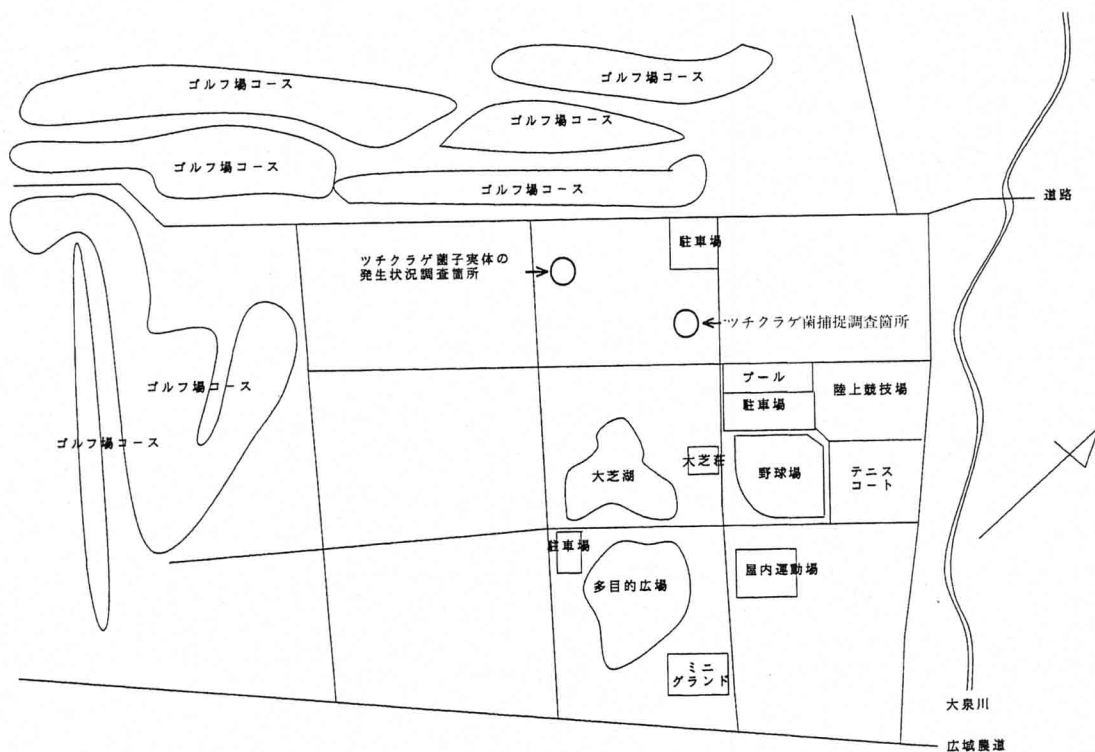 ゴルフ場コース
ゴルフ場コース
ゴルフ場コース
ゴルフ場コース
ゴルフ場コース
道路
駐車場
ツチクラゲ菌子実体の
発生状況調査箇所
ツチクラゲ菌捕捉調査箇所
ゴルフ場コース
プール
陸上競技場
駐車場
ゴルフ場コース
大芝湖
大芝荘
野球場
テニス
コート
駐車場
多目的広場
屋内運動場
ミニ
グランド
大泉川
広域農道